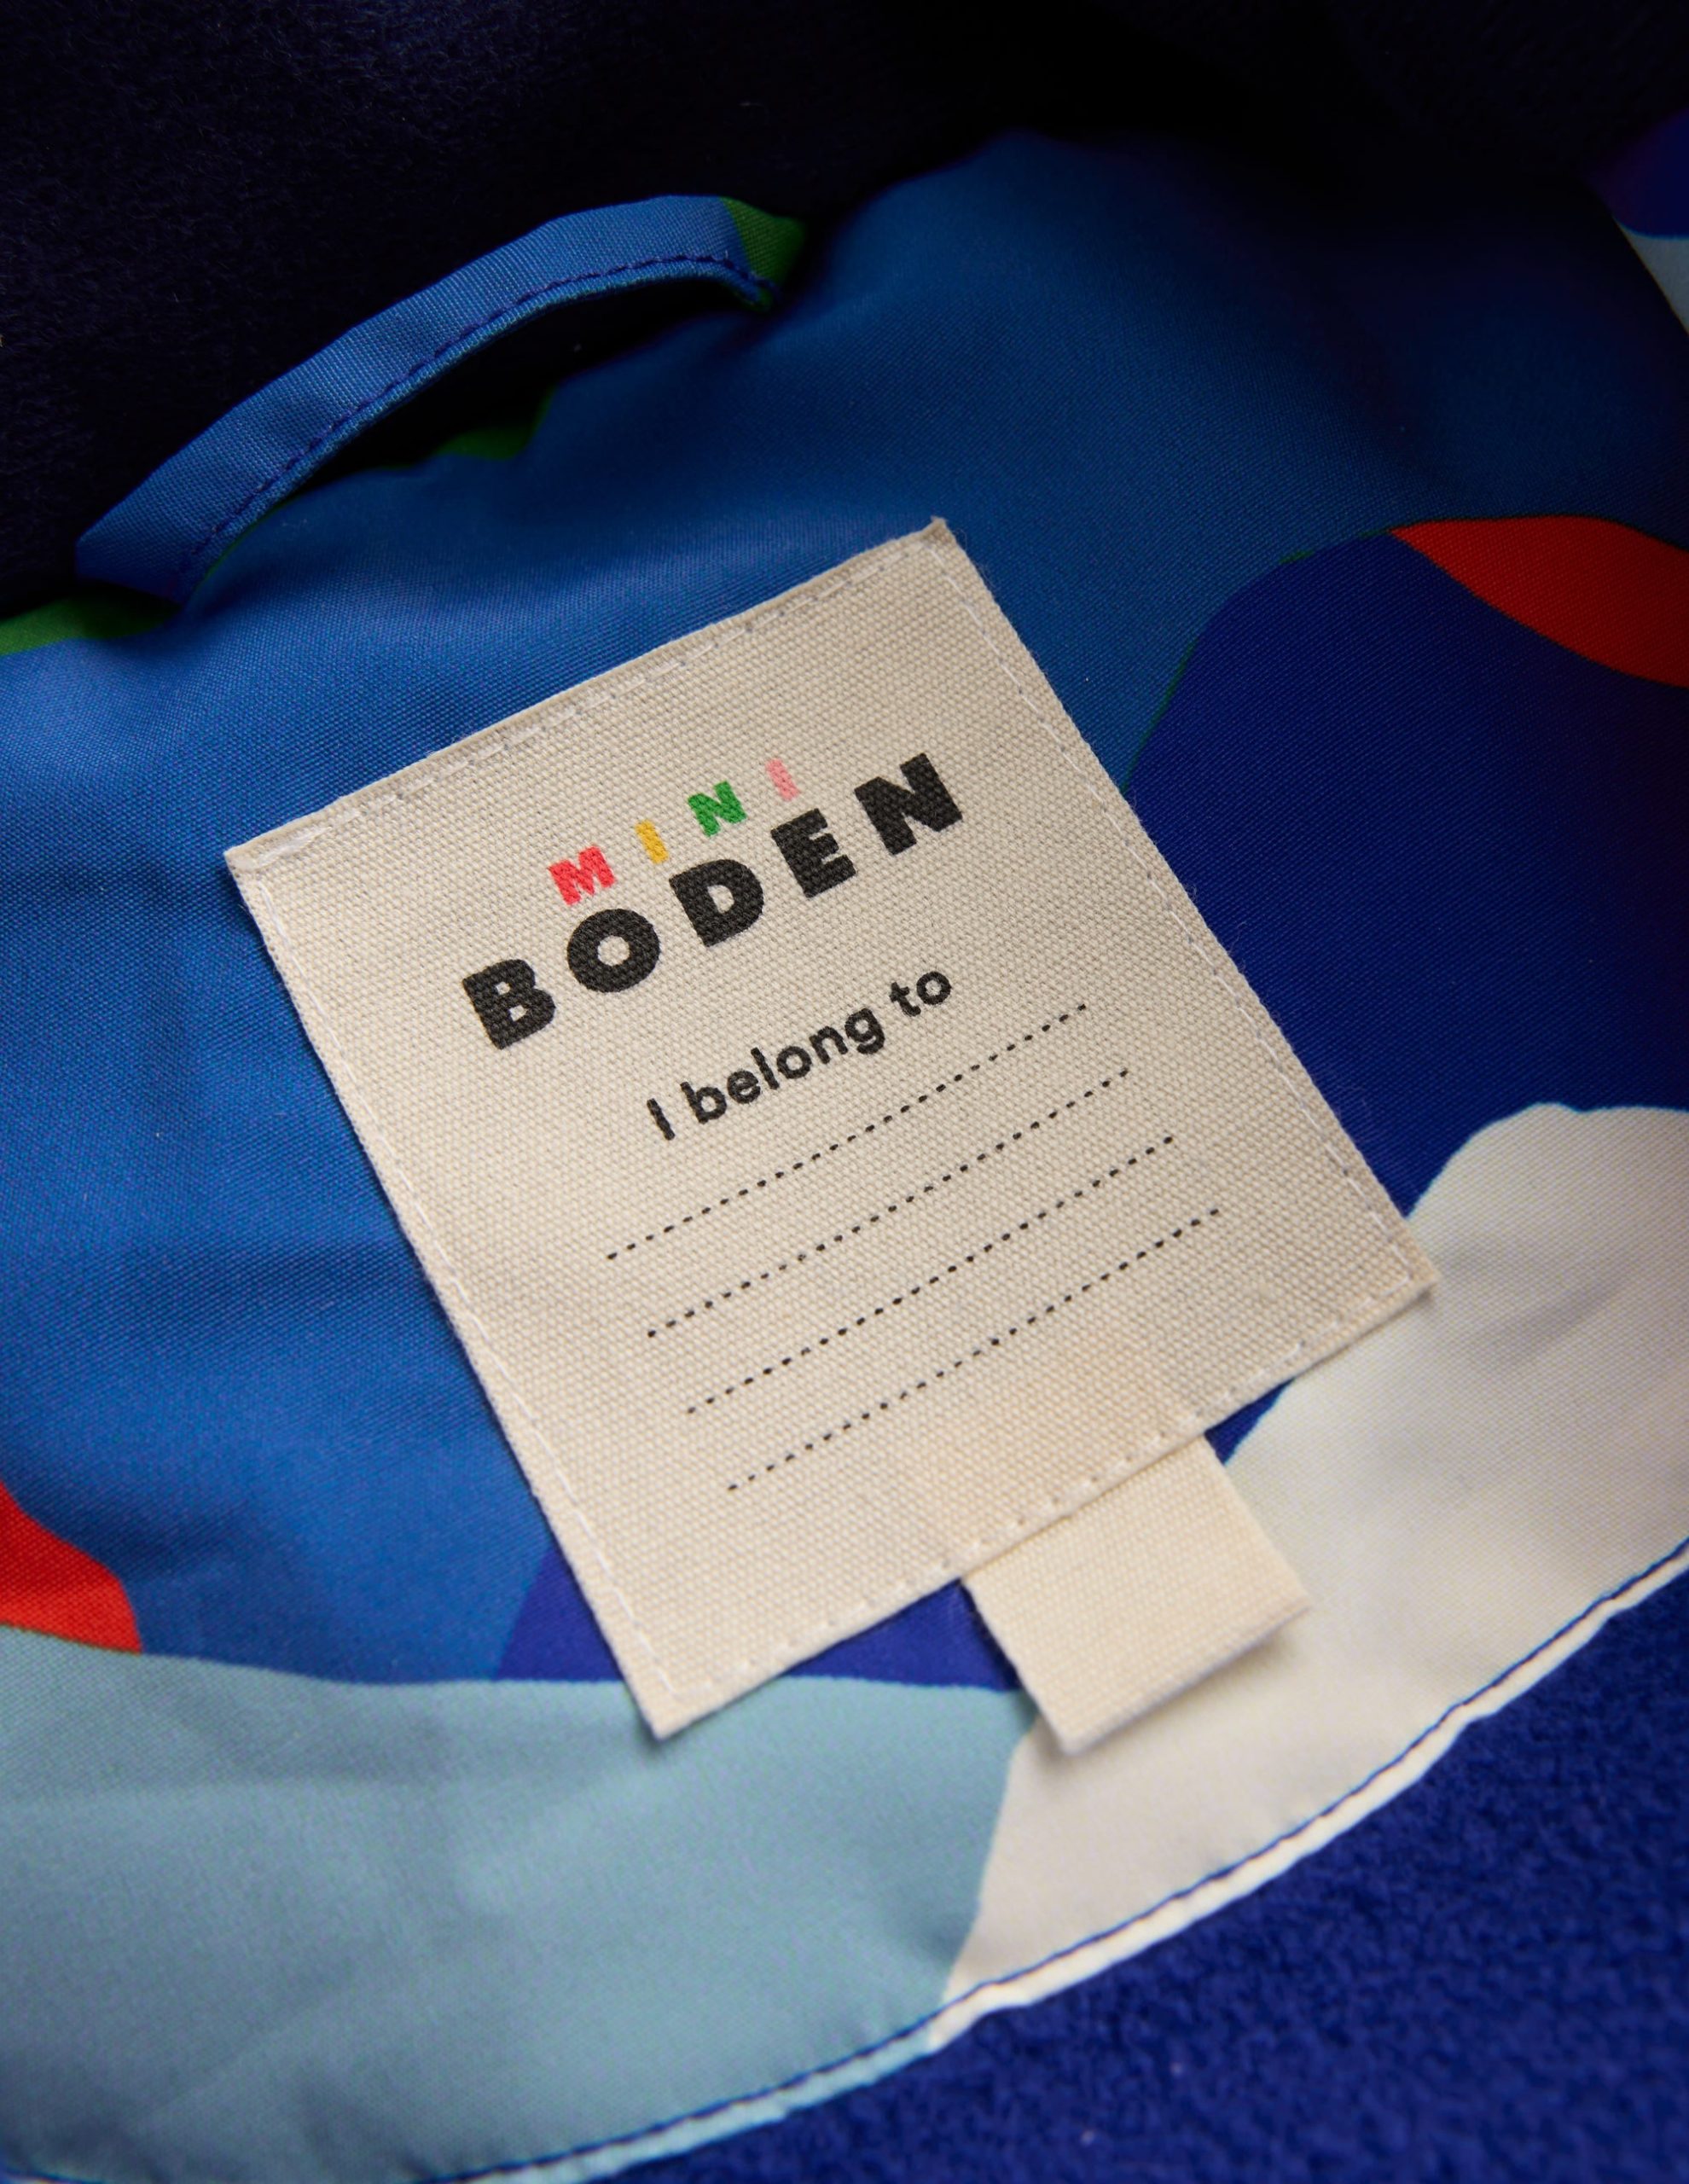 MINI
BODEN
I belong to